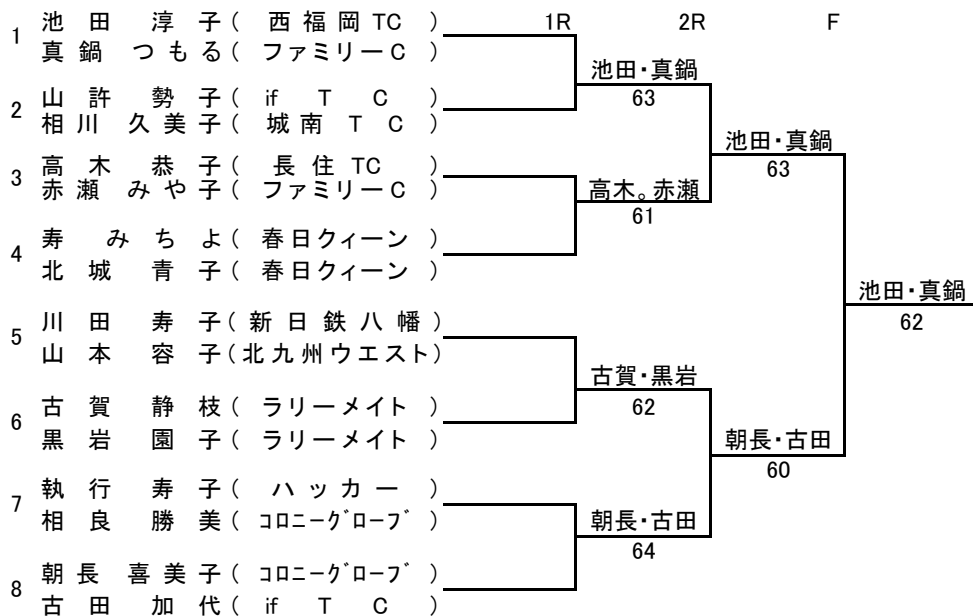 1R 2R F
1 池田 淳子 ( 西福岡TC )
真鍋 つもる ( ファミリーC )
池田・真鍋
63
2 山許 勢子 ( if TC )
相川 久美子 ( 城南TC )
池田・真鍋
63
3 高木 恭子 ( 長住TC )
赤瀬 みや子 ( ファミリーC )
高木。赤瀬
61
4 寿 みちよ ( 春日クィーン )
北城 青子 ( 春日クィーン )
池田・真鍋
62
5 川田 寿子 ( 新日鉄八幡 )
山本 容子 ( 北九州ウエスト )
古賀・黒岩
62
6 古賀 静枝 ( ラリーメイト )
黒岩 園子 ( ラリーメイト )
朝長・古田
60
7 執行 寿子 ( ハッカー )
相良 勝美 ( コロニーグローブ )
朝長・古田
64
8 朝長 喜美子 ( コロニーグローブ )
古田 加代 ( if TC )